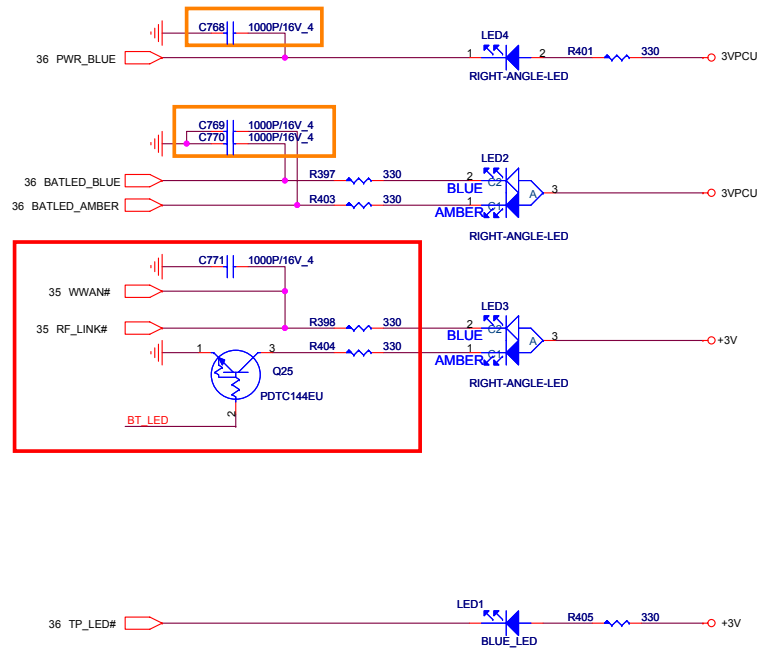 C768 1000P/16V_4
LED4
36 PWR_BLUE 1 2 R401 330 3VPCU
RIGHT-ANGLE-LED
C769 1000P/16V_4
C770 1000P/16V_4
LED2
36 BATLED_BLUE R397 330 2 C2
BLUE
A 3 3VPCU
36 BATLED_AMBER R403 330 1 C1
AMBER
RIGHT-ANGLE-LED
C771 1000P/16V_4
35 WWAN#
LED3
35 RF_LINK# R398 330 2 C2
BLUE
A 3 +3V
1 3 R404 330 1 C1
AMBER
Q25
RIGHT-ANGLE-LED
PDTC144EU
BT_LED 2
LED1
36 TP_LED# R405 330 +3V
BLUE_LED